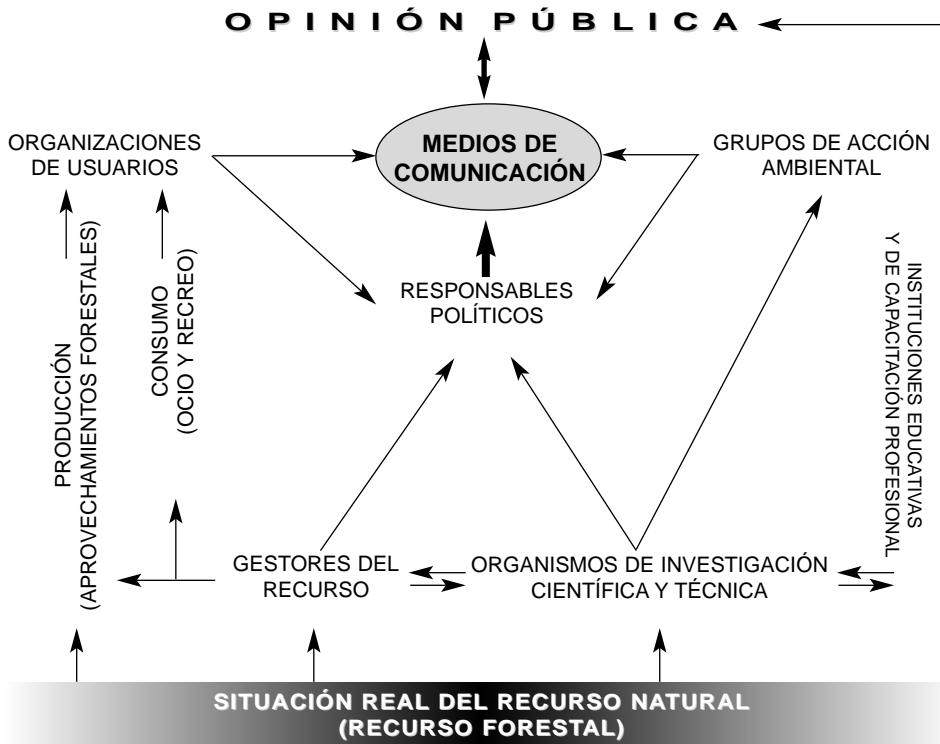 OPINIÓN PÚBLICA
ORGANIZACIONES
DE USUARIOS
MEDIOS DE
COMUNICACIÓN
GRUPOS DE ACCIÓN
AMBIENTAL
PRODUCCIÓN
(APROVECHAMIENTOS FORESTALES)
CONSUMO
(OCIO Y RECREO)
RESPONSABLES
POLÍTICOS
INSTITUCIONES EDUCATIVAS
Y DE CAPACITACIÓN PROFESIONAL
GESTORES DEL
RECURSO
ORGANISMOS DE INVESTIGACIÓN
CIENTÍFICA Y TÉCNICA
SITUACIÓN REAL DEL RECURSO NATURAL
(RECURSO FORESTAL)